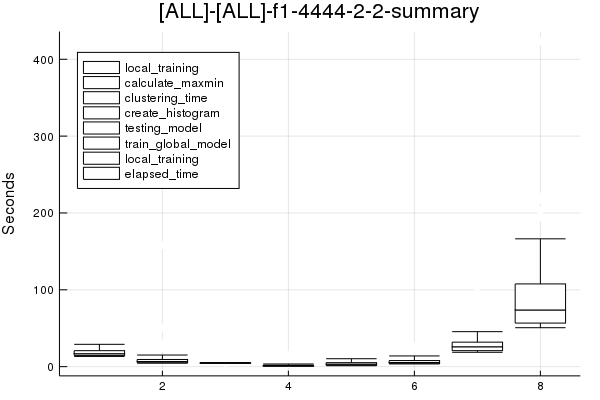 [ALL]-[ALL]-f1-4444-2-2-summary
Seconds
400
300
200
100
0
local_training
calculate_maxmin
clustering_time
create_histogram
testing_model
train_global_model
local_training
elapsed_time
2 4 6 8